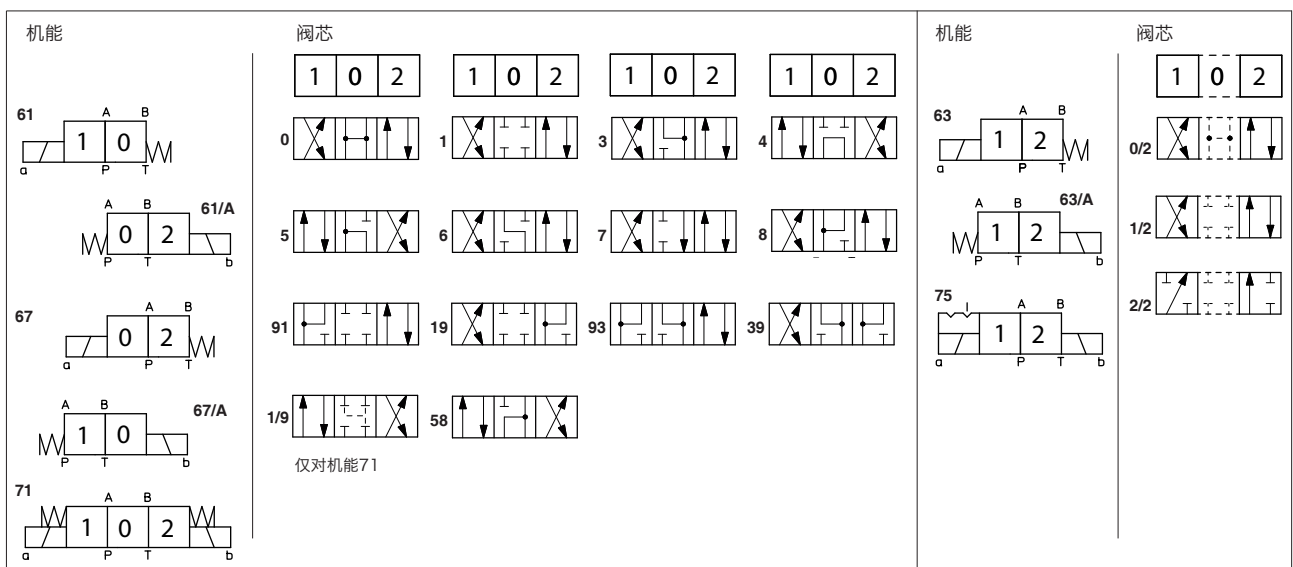 机能 阀芯 机能 阀芯
1 0 2 1 0 2 1 0 2 1 0 2 1 0 2
61 A B
1 0
a P T
0 1 3 4
63 A B
1 2
a P T
0/2
A B 61/A
0 2
P T b
5 6 7 8
A B 63/A
1 2
P T b
1/2
67 A B
0 2
a P T
91 19 93 39
75 A B
1 2
a P T b
2/2
A B 67/A
1 0
P T b
1/9 58
仅对机能71
71 A B
1 0 2
a P T b